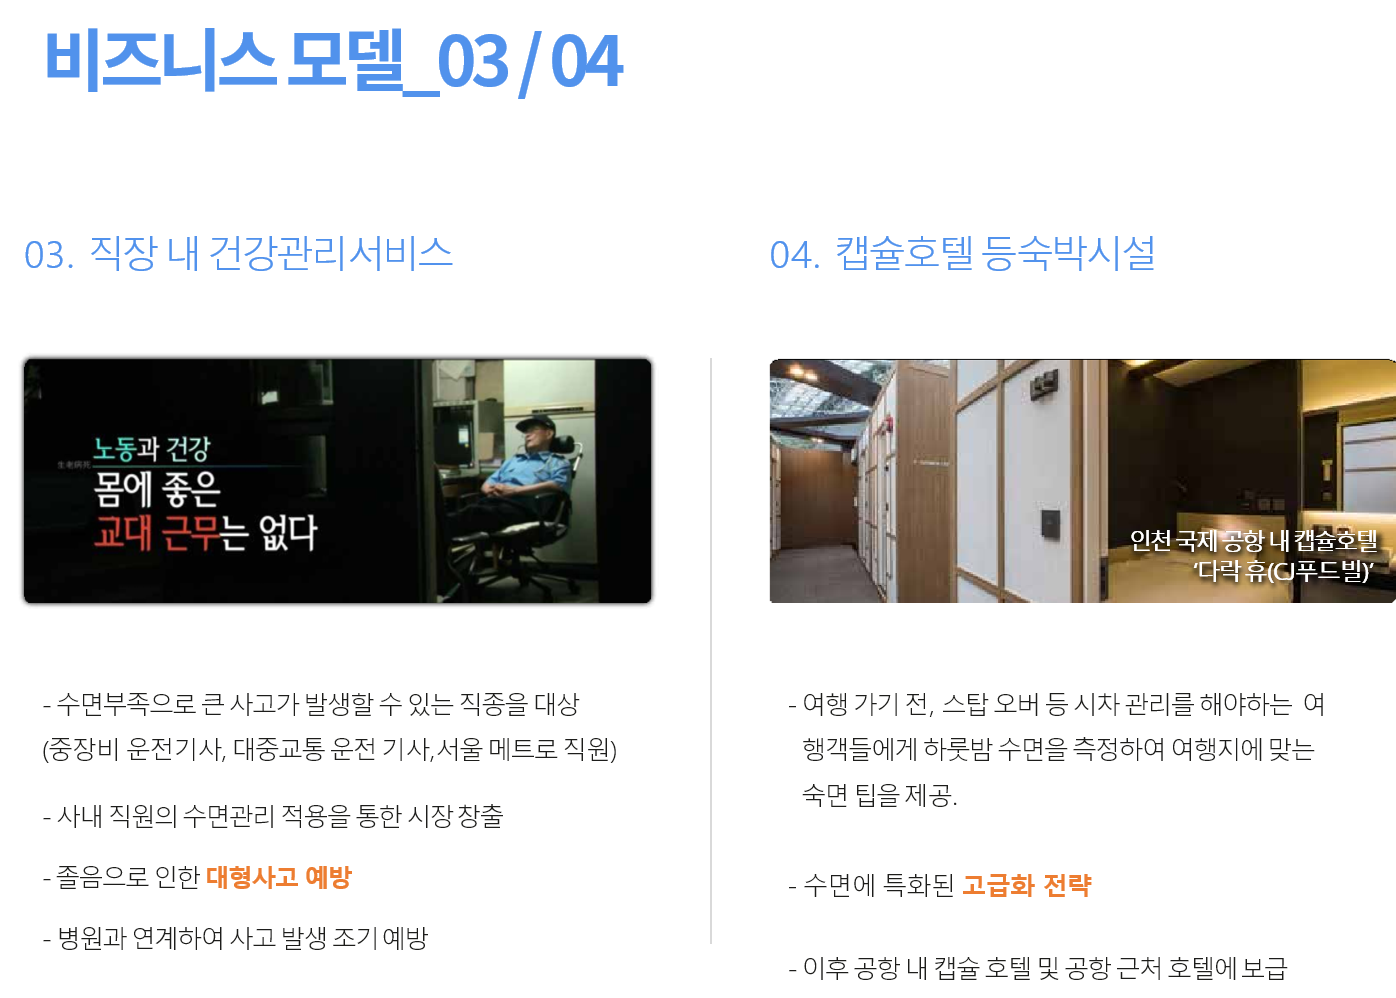 비즈니스 모델_03 / 04
03. 직장 내 건강관리서비스
노동과 건강
生老病死
몸에 좋은
교대 근무는 없다
- 수면부족으로 큰 사고가 발생할 수 있는 직종을 대상
(중장비 운전기사, 대중교통 운전 기사,서울 메트로 직원)
- 사내 직원의 수면관리 적용을 통한 시장 창출
- 졸음으로 인한 대형사고 예방
- 병원과 연계하여 사고 발생 조기 예방
04. 캡슐호텔 등숙박시설
인천 국제 공항 내 캡슐호텔
‘다락 휴(CJ푸드빌)’
- 여행 가기 전, 스탑 오버 등 시차 관리를 해야하는 여
행객들에게 하룻밤 수면을 측정하여 여행지에 맞는
숙면 팁을 제공.
- 수면에 특화된 고급화 전략
- 이후 공항 내 캡슐 호텔 및 공항 근처 호텔에 보급